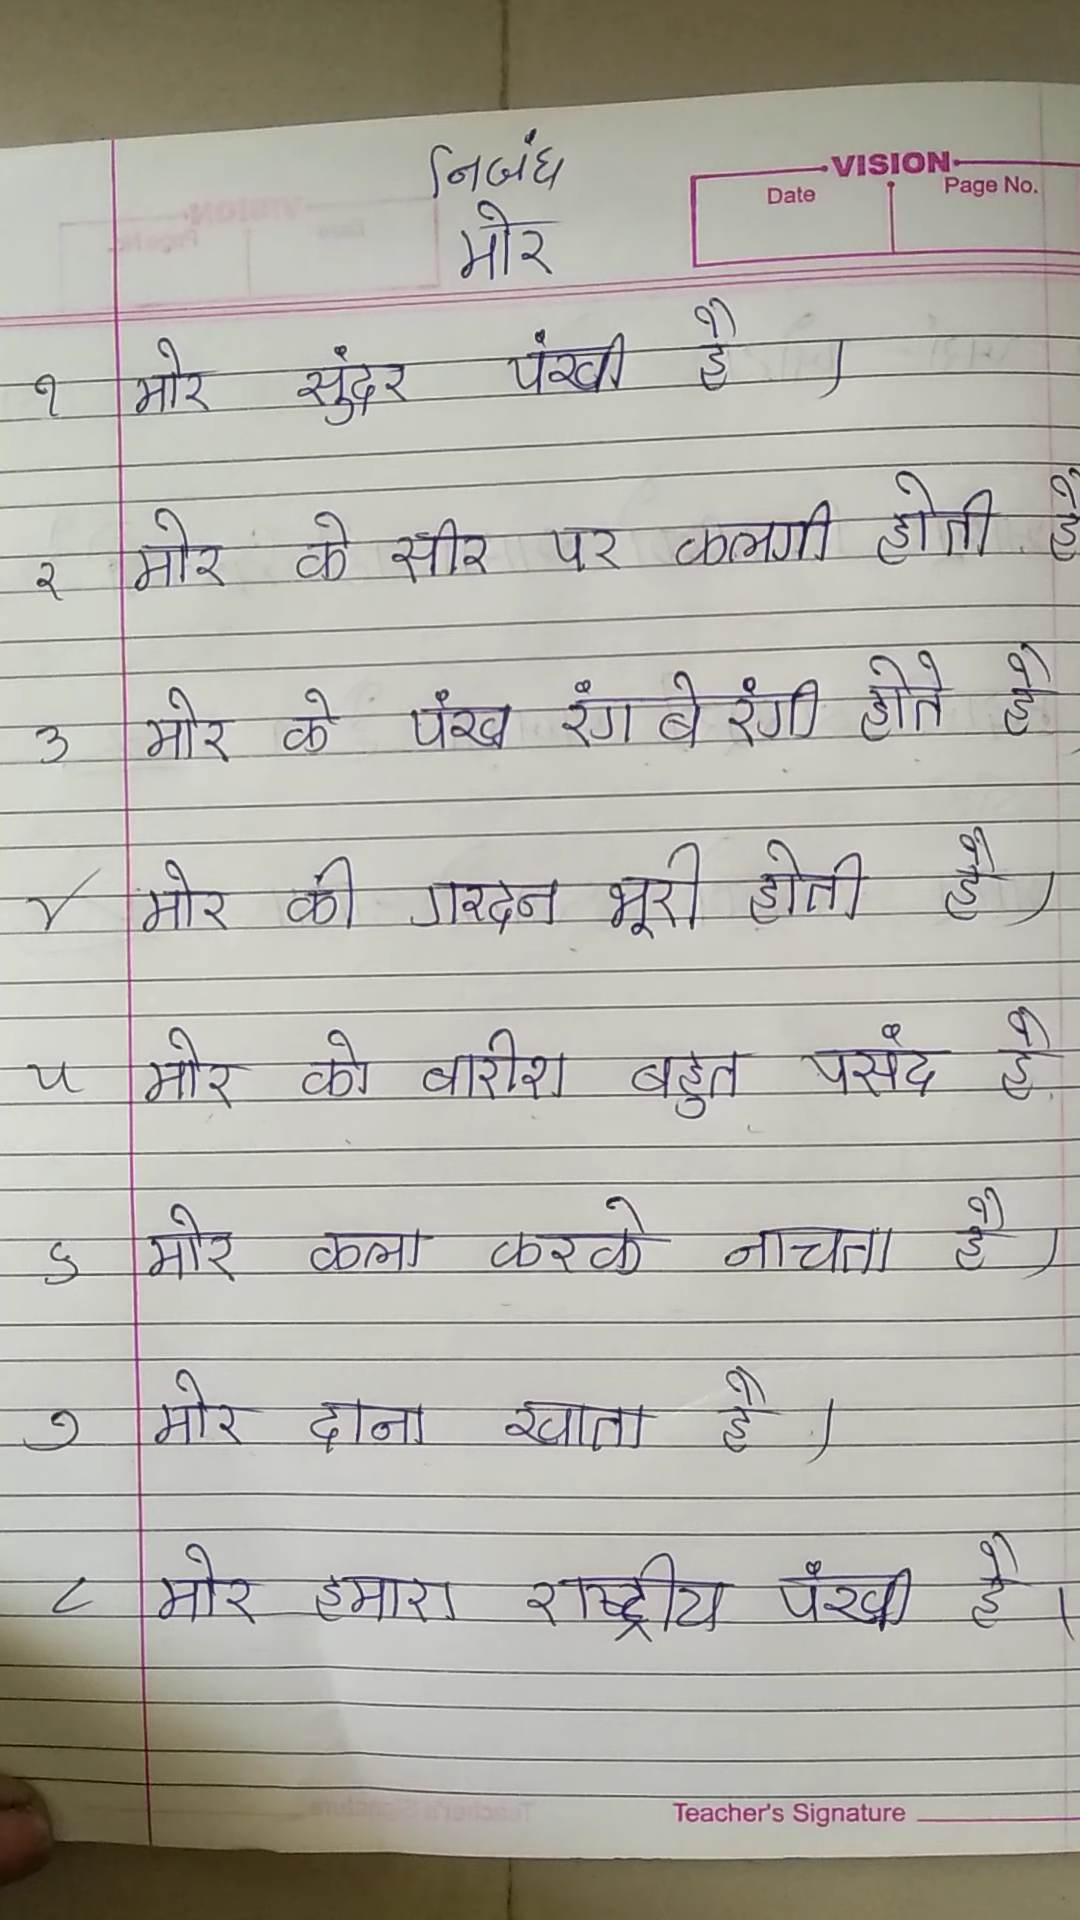 निबंध
VISION
Date Page No.
मोर
१ मोर सुंदर पंखी है ।
२ मोर के सीर पर कलगी होती है
३ मोर के पंख रंग बे रंगी होते है
४ मोर की गरदन भूरी होती है ।
५ मोर को बारीश बहुत पसंद है.
६ मोर कला करके नाचता है ।
७ मोर दाना खाता है ।
८ मोर हमारा राष्ट्रीय पंखी है ।
Teacher's Signature